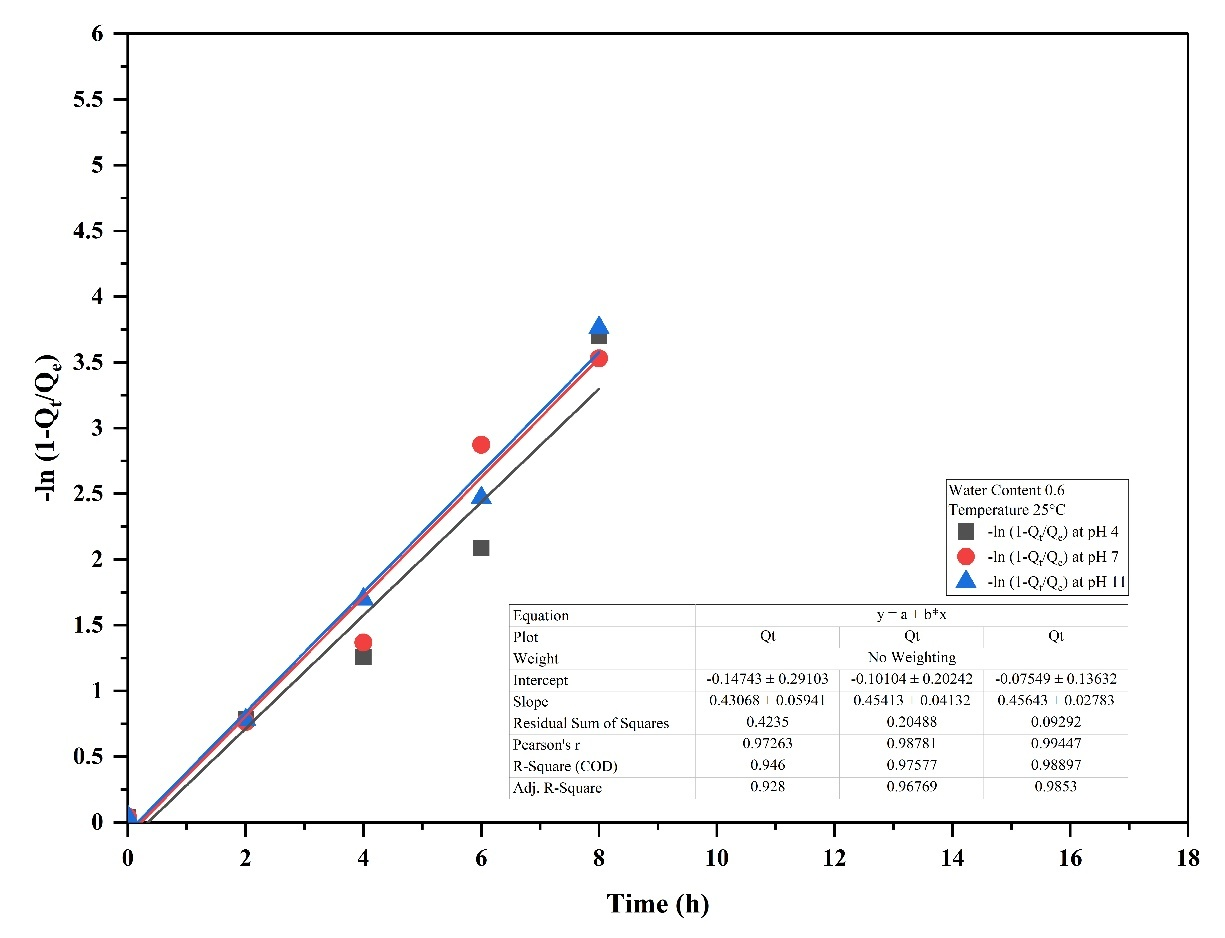 6
5.5
5
4.5
4
3.5
3
2.5
2
1.5
1
0.5
0
-ln (1-Qt/Qe)
Water Content 0.6
Temperature 25°C
-ln (1-Qt/Qe) at pH 4
-ln (1-Qt/Qe) at pH 7
-ln (1-Qt/Qe) at pH 11
Equation y = a + b*x
Plot Qt Qt Qt
Weight No Weighting
Intercept -0.14743 ± 0.29103 -0.10104 ± 0.20242 -0.07549 ± 0.13632
Slope 0.43068 ± 0.05941 0.45413 ± 0.04132 0.45643 ± 0.02783
Residual Sum of Squares 0.4235 0.20488 0.09292
Pearson's r 0.97263 0.98781 0.99447
R-Square (COD) 0.946 0.97577 0.98897
Adj. R-Square 0.928 0.96769 0.9853
0 2 4 6 8 10 12 14 16 18
Time (h)